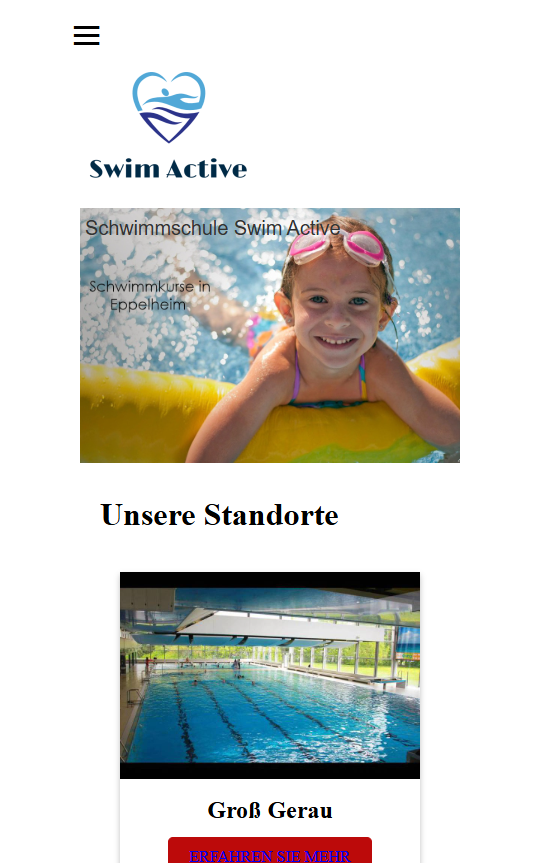 Swim Active
Schwimmschule Swim Active
Schwimmkurse in
Eppelheim
Unsere Standorte
Groß Gerau
ERFAHREN SIE MEHR